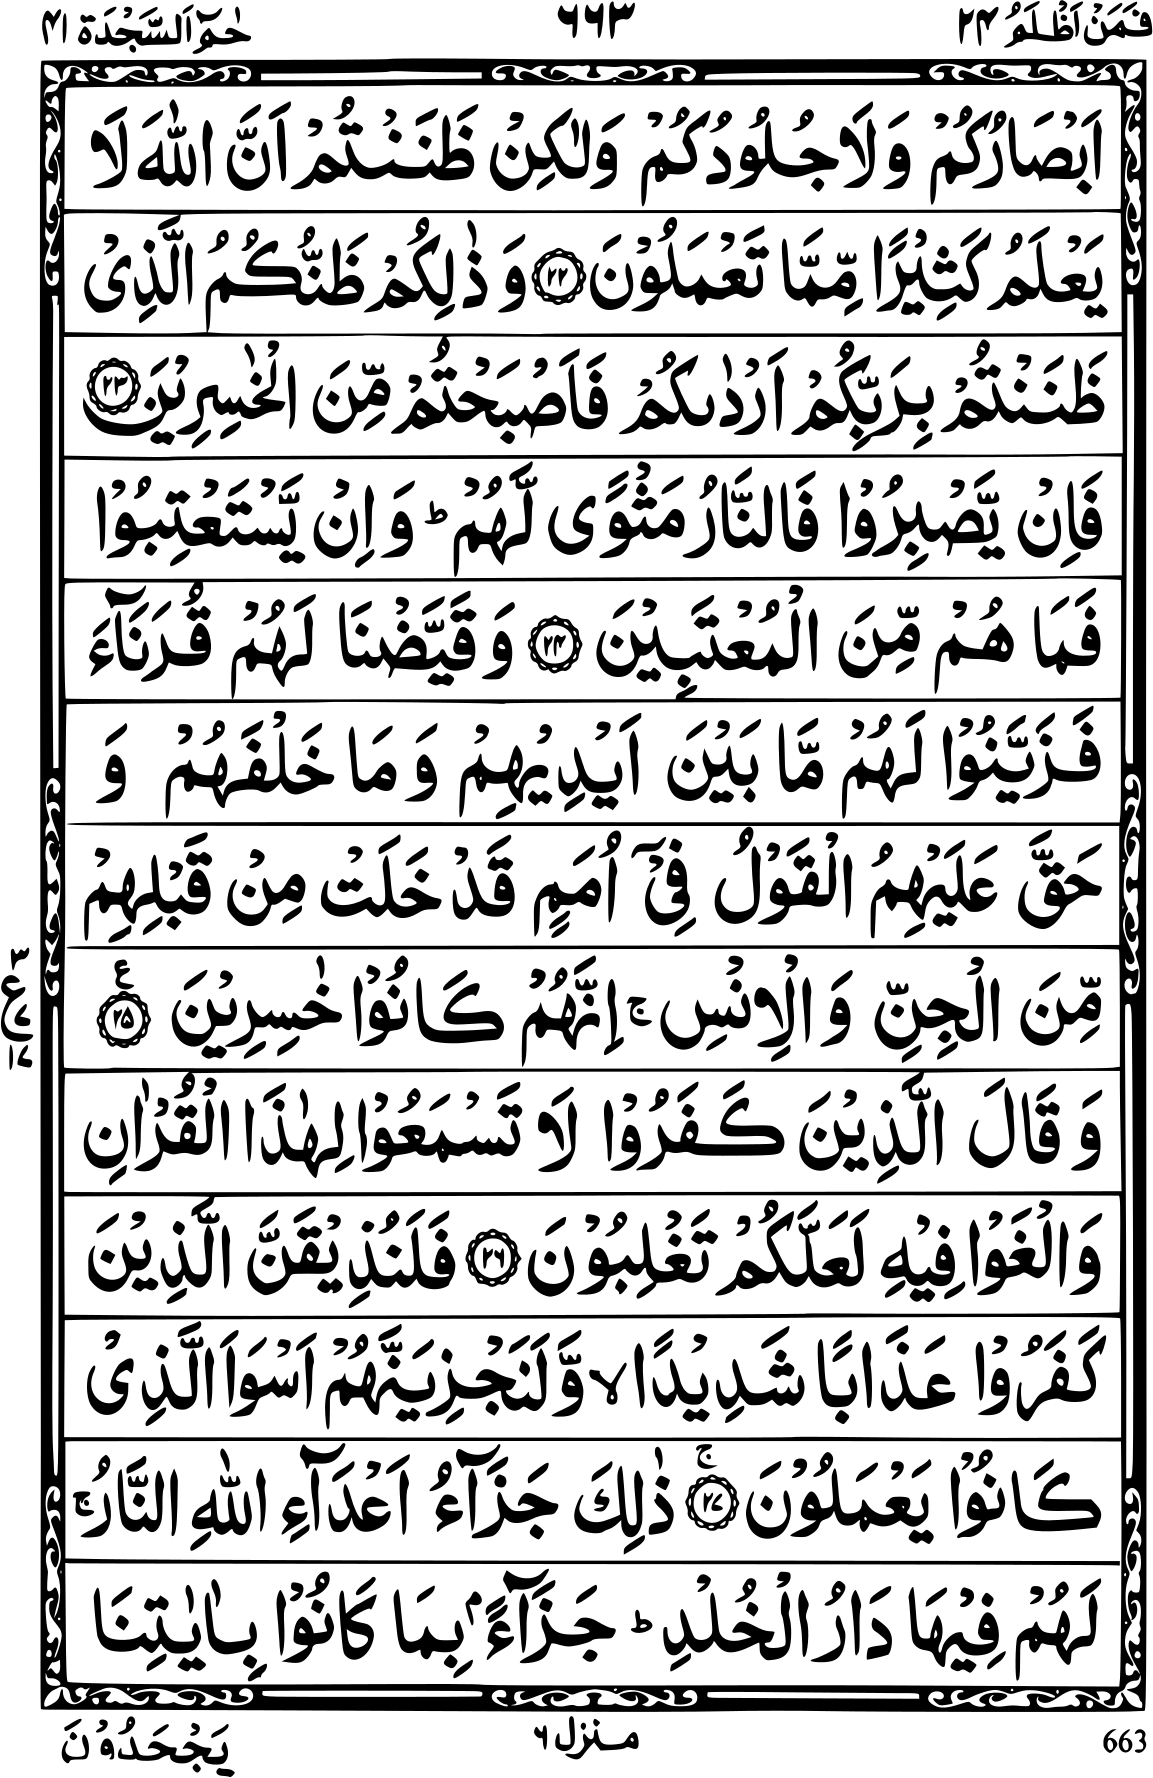 فَمَنْ اَظْلَمُ ٢٤ ٦٦٣ حٰمٓ اَلسَّجْدَة ٤١
اَبْصَارُكُمْ وَلَا جُلُوْدُكُمْ وَلٰكِنْ ظَنَنْتُمْ اَنَّ اللّٰهَ لَا
يَعْلَمُ كَثِيْرًا مِّمَّا تَعْمَلُوْنَ ٢٢ وَ ذٰلِكُمْ ظَنُّكُمُ الَّذِيْ
ظَنَنْتُمْ بِرَبِّكُمْ اَرْدٰىكُمْ فَاَصْبَحْتُمْ مِّنَ الْخٰسِرِيْنَ ٢٣
فَاِنْ يَّصْبِرُوْا فَالنَّارُ مَثْوًى لَّهُمْ ؕ وَ اِنْ يَّسْتَعْتِبُوْا
فَمَا هُمْ مِّنَ الْمُعْتَبِيْنَ ٢٤ وَ قَيَّضْنَا لَهُمْ قُرَنَآءَ
فَزَيَّنُوْا لَهُمْ مَّا بَيْنَ اَيْدِيْهِمْ وَ مَا خَلْفَهُمْ وَ
حَقَّ عَلَيْهِمُ الْقَوْلُ فِيْۤ اُمَمٍ قَدْ خَلَتْ مِنْ قَبْلِهِمْ
مِّنَ الْجِنِّ وَ الْاِنْسِ ۚ اِنَّهُمْ كَانُوْا خٰسِرِيْنَ ٢٥ ع
٣ ع ٧ ١٧
وَ قَالَ الَّذِيْنَ كَفَرُوْا لَا تَسْمَعُوْا لِهٰذَا الْقُرْاٰنِ
وَالْغَوْا فِيْهِ لَعَلَّكُمْ تَغْلِبُوْنَ ٢٦ فَلَنُذِيْقَنَّ الَّذِيْنَ
كَفَرُوْا عَذَابًا شَدِيْدًا ۙ وَّلَنَجْزِيَنَّهُمْ اَسْوَاَ الَّذِيْ
كَانُوْا يَعْمَلُوْنَ ٢٧ ج ذٰلِكَ جَزَآءُ اَعْدَآءِ اللّٰهِ النَّارُ ۚ
لَهُمْ فِيْهَا دَارُ الْخُلْدِ ؕ جَزَآءًۢ بِمَا كَانُوْا بِاٰيٰتِنَا
663 منزل ٦ يَجْحَدُوْنَ